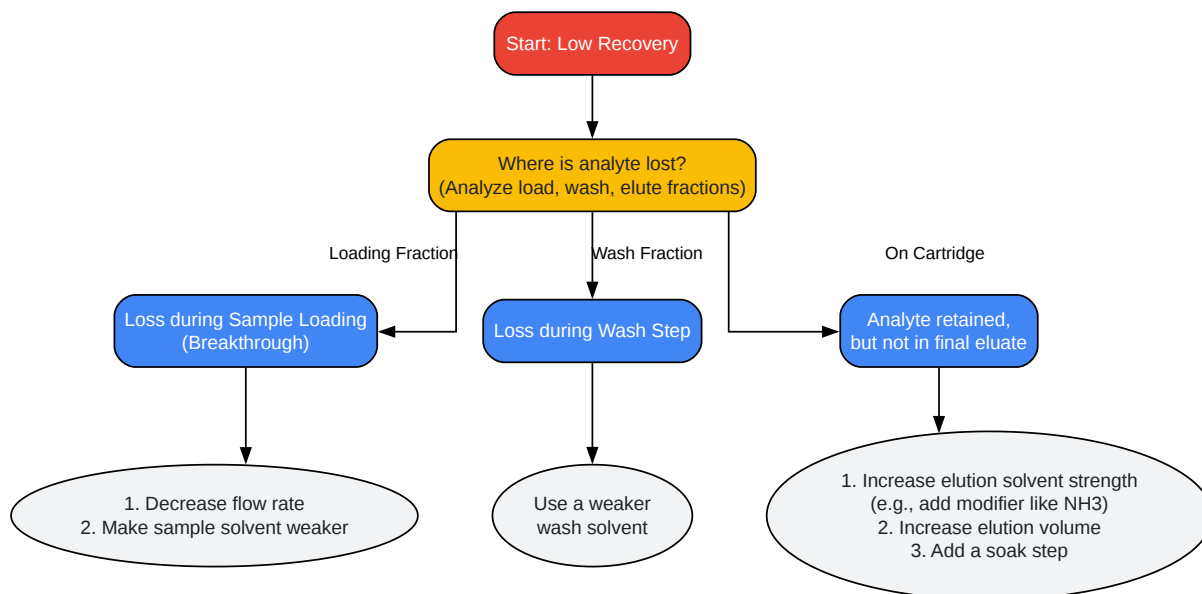 Start: Low Recovery
Where is analyte lost?
(Analyze load, wash, elute fractions)
Loading Fraction
Wash Fraction
On Cartridge
Loss during Sample Loading
(Breakthrough)
Loss during Wash Step
Analyte retained,
but not in final eluate
1. Decrease flow rate
2. Make sample solvent weaker
Use a weaker
wash solvent
1. Increase elution solvent strength
(e.g., add modifier like NH3)
2. Increase elution volume
3. Add a soak step